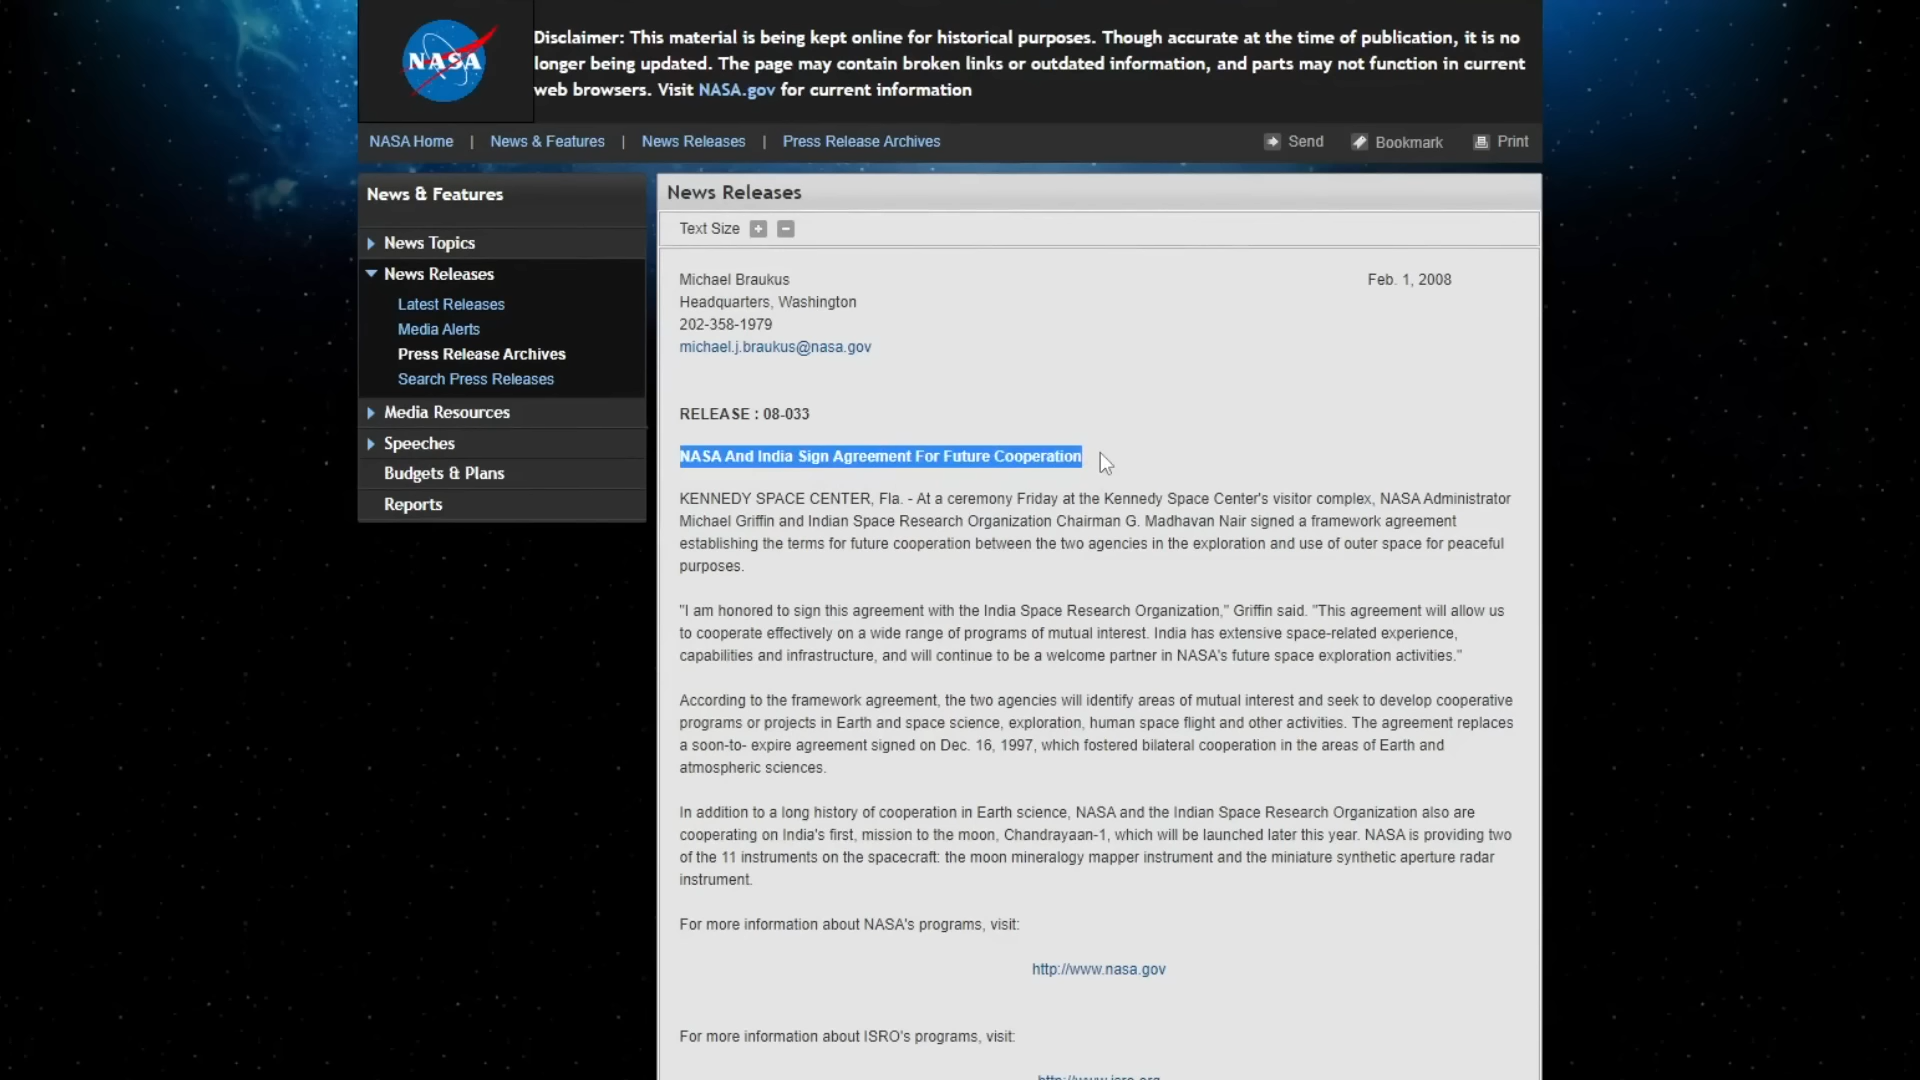 NASA
Disclaimer: This material is being kept online for historical purposes. Though accurate at the time of publication, it is no
longer being updated. The page may contain broken links or outdated information, and parts may not function in current
web browsers. Visit NASA.gov for current information
NASA Home | News & Features | News Releases | Press Release Archives
Send
Bookmark
Print
News & Features
News Topics
News Releases
Latest Releases
Media Alerts
Press Release Archives
Search Press Releases
Media Resources
Speeches
Budgets & Plans
Reports
News Releases
Text Size + -
Michael Braukus
Feb. 1, 2008
Headquarters, Washington
202-358-1979
michael.j.braukus@nasa.gov
RELEASE : 08-033
NASA And India Sign Agreement For Future Cooperation
KENNEDY SPACE CENTER, Fla. - At a ceremony Friday at the Kennedy Space Center's visitor complex, NASA Administrator
Michael Griffin and Indian Space Research Organization Chairman G. Madhavan Nair signed a framework agreement
establishing the terms for future cooperation between the two agencies in the exploration and use of outer space for peaceful
purposes.
"I am honored to sign this agreement with the India Space Research Organization," Griffin said. "This agreement will allow us
to cooperate effectively on a wide range of programs of mutual interest. India has extensive space-related experience,
capabilities and infrastructure, and will continue to be a welcome partner in NASA's future space exploration activities."
According to the framework agreement, the two agencies will identify areas of mutual interest and seek to develop cooperative
programs or projects in Earth and space science, exploration, human space flight and other activities. The agreement replaces
a soon-to- expire agreement signed on Dec. 16, 1997, which fostered bilateral cooperation in the areas of Earth and
atmospheric sciences.
In addition to a long history of cooperation in Earth science, NASA and the Indian Space Research Organization also are
cooperating on India's first, mission to the moon, Chandrayaan-1, which will be launched later this year. NASA is providing two
of the 11 instruments on the spacecraft: the moon mineralogy mapper instrument and the miniature synthetic aperture radar
instrument.
For more information about NASA's programs, visit:
http://www.nasa.gov
For more information about ISRO's programs, visit:
http://www.isro.org